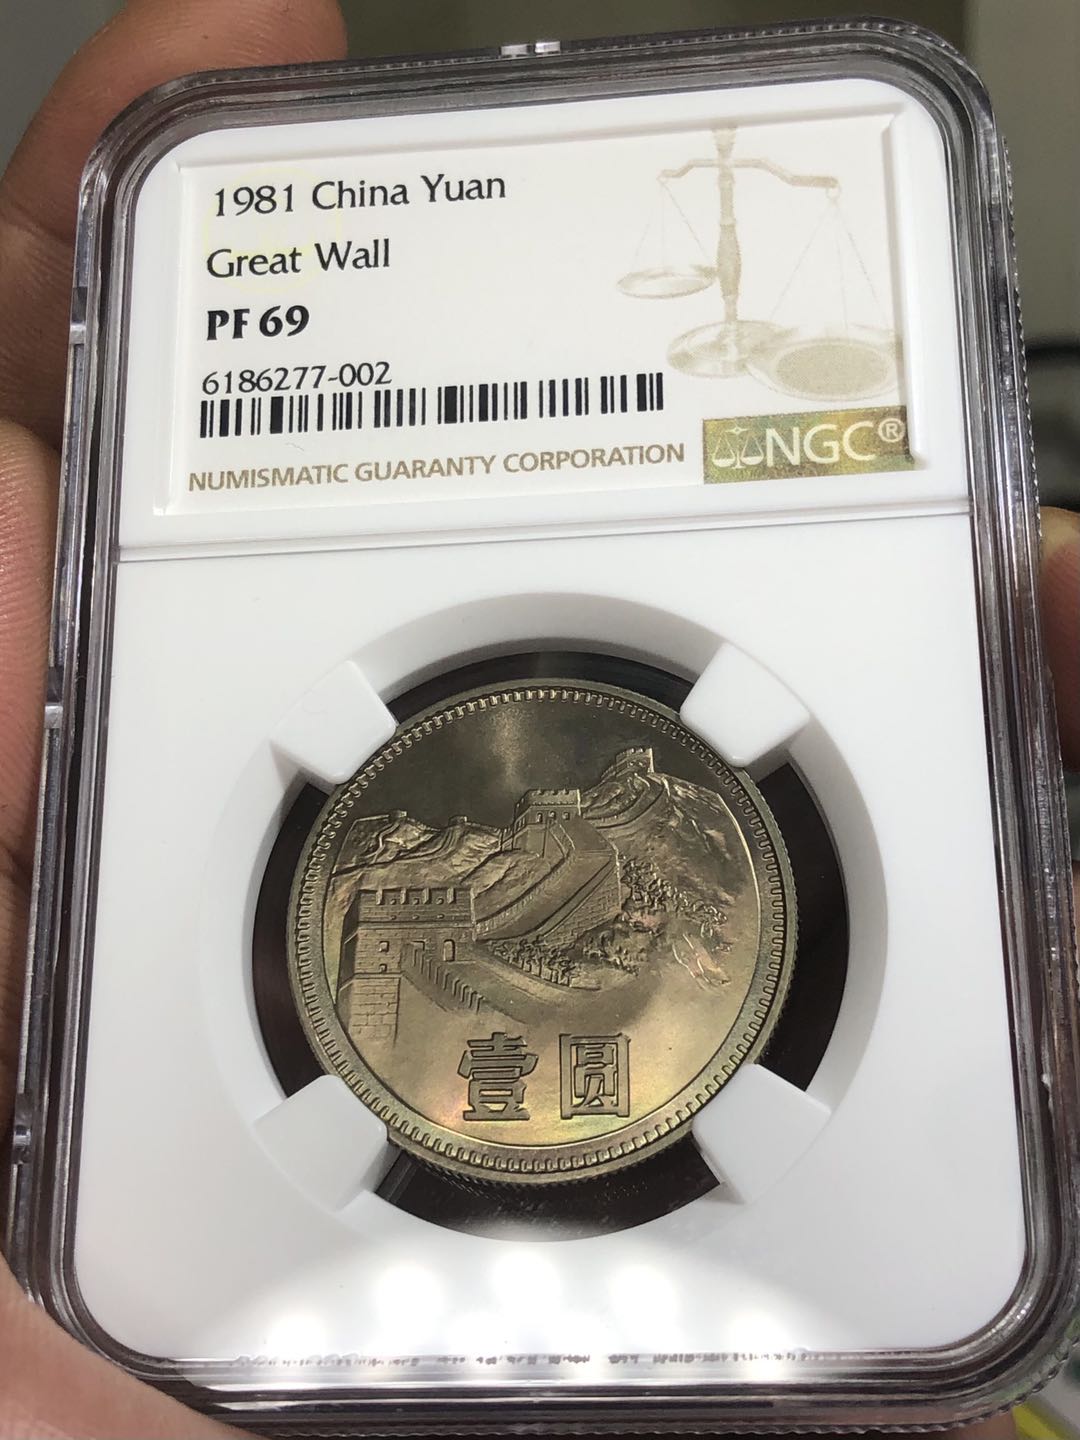 1981 China Yuan
Great Wall
PF 69
6186277-002
NUMISMATIC GUARANTY CORPORATION
NGC®
壹圆